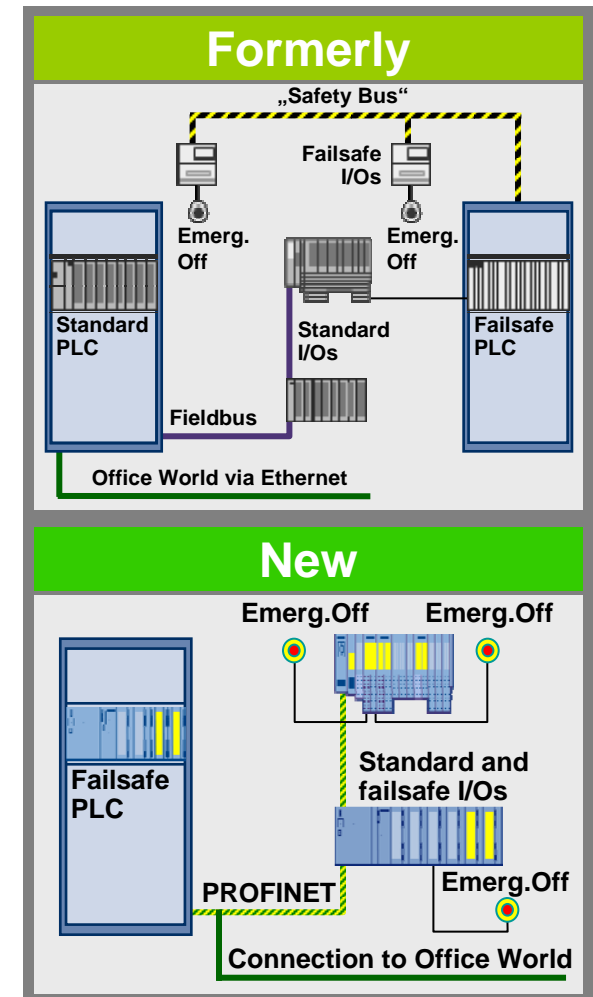 Formerly
„Safety Bus“
Failsafe
I/Os
Emerg.
Off
Emerg.
Off
Standard
PLC
Standard
I/Os
Failsafe
PLC
Fieldbus
Office World via Ethernet
New
Emerg.Off
Emerg.Off
Failsafe
PLC
Standard and
failsafe I/Os
PROFINET
Emerg.Off
Connection to Office World